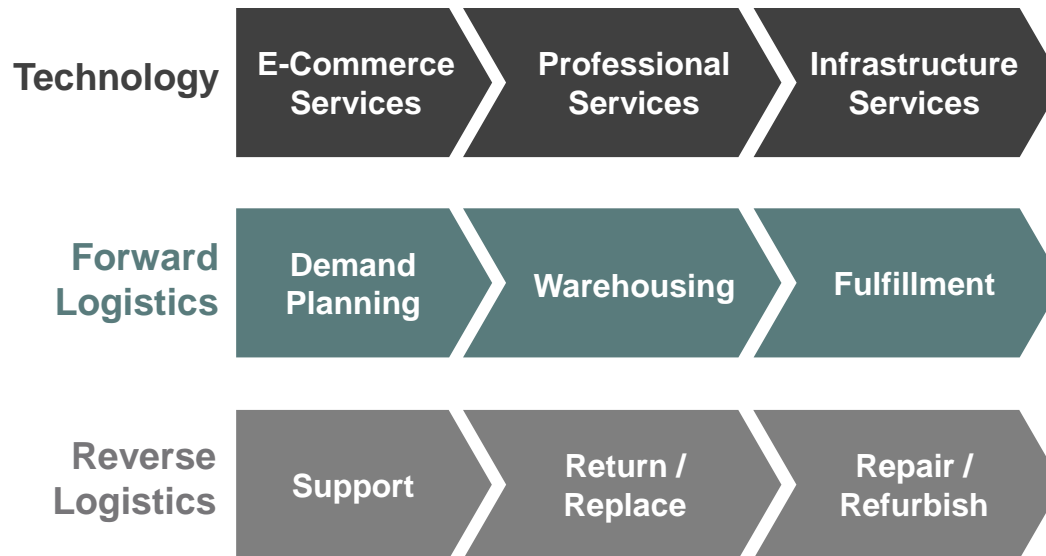 Technology
E-Commerce
Services
Professional
Services
Infrastructure
Services
Forward
Logistics
Demand
Planning
Warehousing
Fulfillment
Reverse
Logistics
Support
Return /
Replace
Repair /
Refurbish